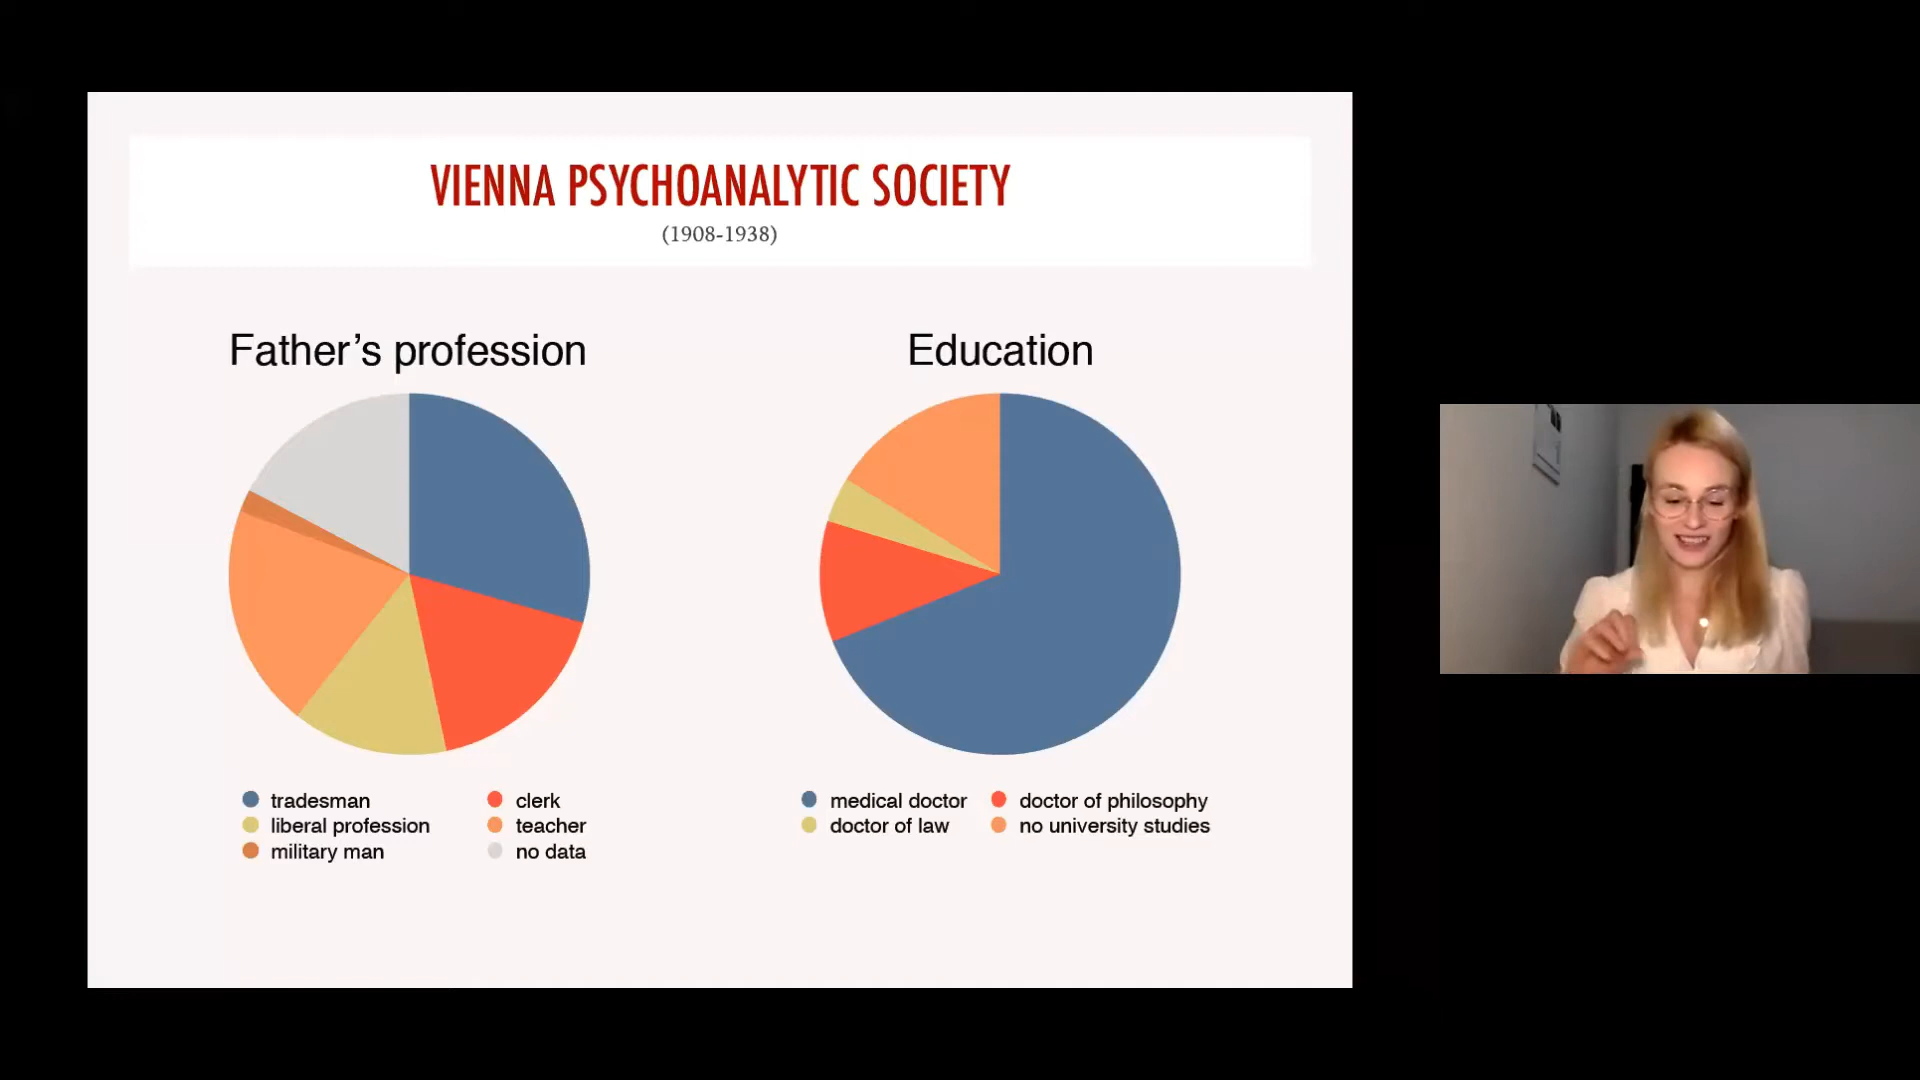 VIENNA PSYCHOANALYTIC SOCIETY
(1908-1938)
Father’s profession
Education
tradesman
clerk
liberal profession
teacher
military man
no data
medical doctor
doctor of philosophy
doctor of law
no university studies